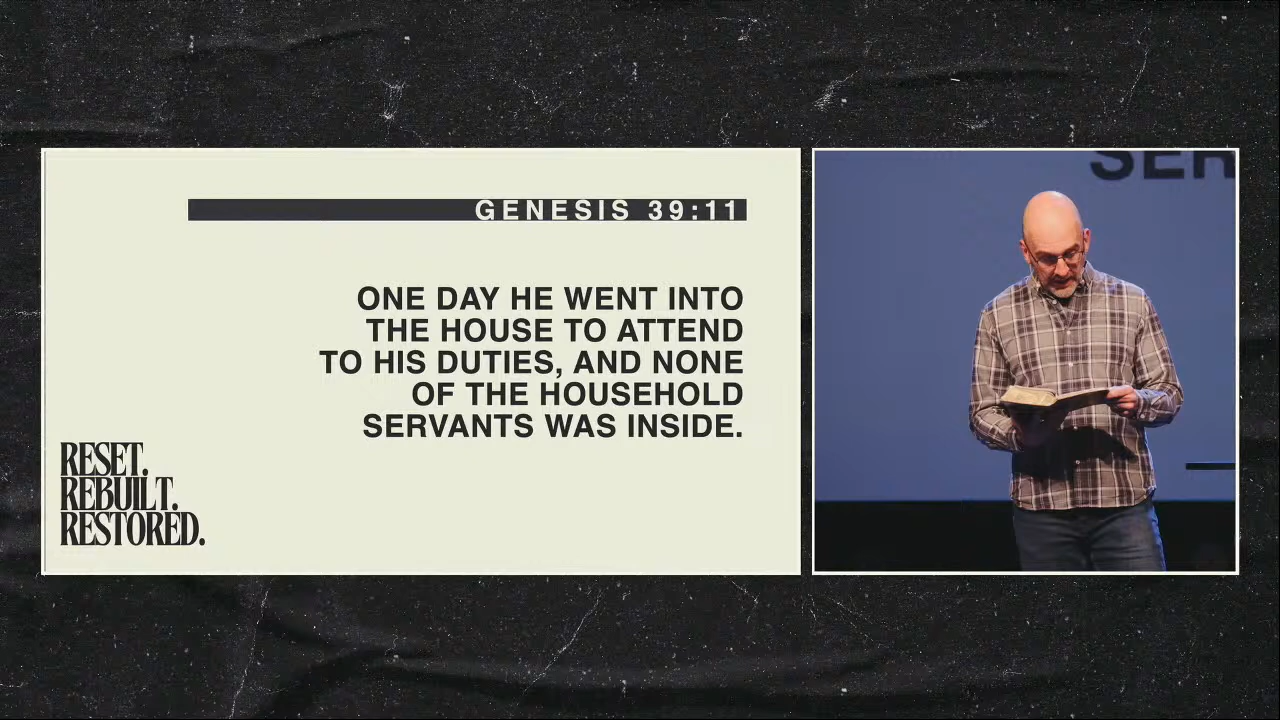 GENESIS 39:11
ONE DAY HE WENT INTO
THE HOUSE TO ATTEND
TO HIS DUTIES, AND NONE
OF THE HOUSEHOLD
SERVANTS WAS INSIDE.
RESET.
REBUILT.
RESTORED.
SER